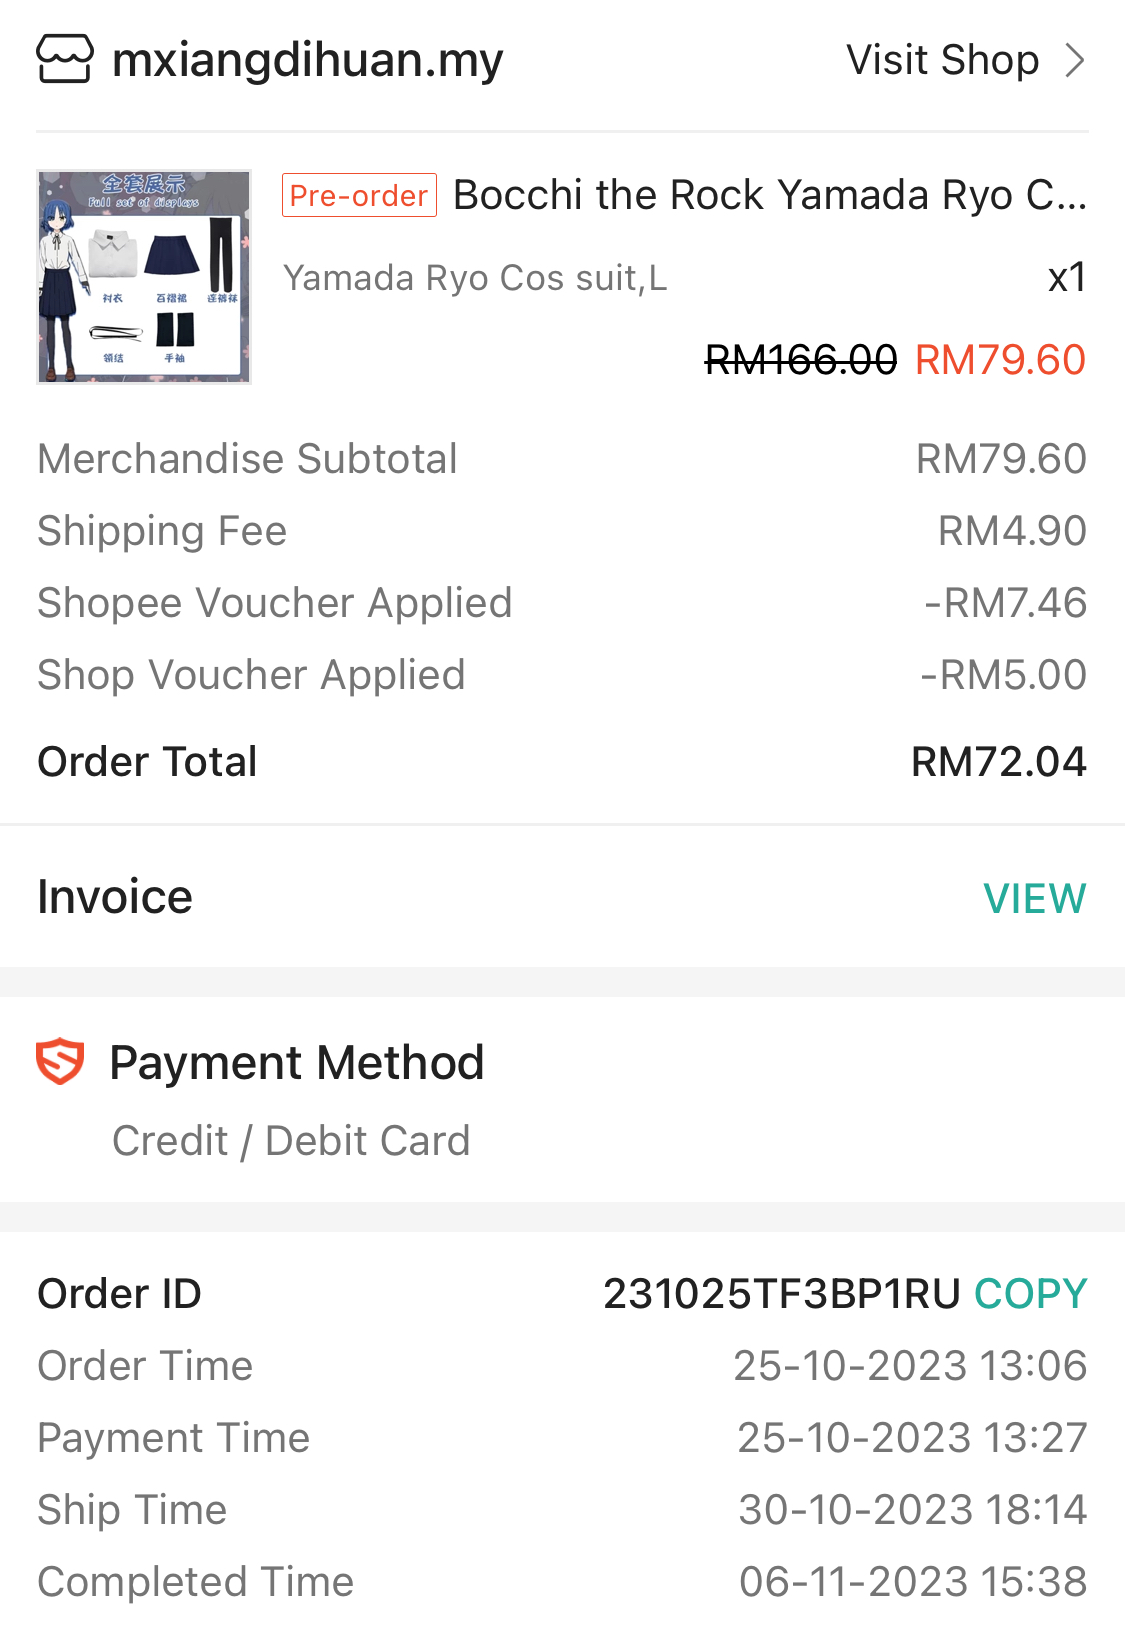 mxiangdihuan.my Visit Shop
全套展示
Full set of displays
衬衣 百褶裙 连裤袜
领结 手袖
Pre-order Bocchi the Rock Yamada Ryo C...
Yamada Ryo Cos suit,L x1
RM166.00 RM79.60
Merchandise Subtotal RM79.60
Shipping Fee RM4.90
Shopee Voucher Applied -RM7.46
Shop Voucher Applied -RM5.00
Order Total RM72.04
Invoice VIEW
Payment Method
Credit / Debit Card
Order ID 231025TF3BP1RU COPY
Order Time 25-10-2023 13:06
Payment Time 25-10-2023 13:27
Ship Time 30-10-2023 18:14
Completed Time 06-11-2023 15:38